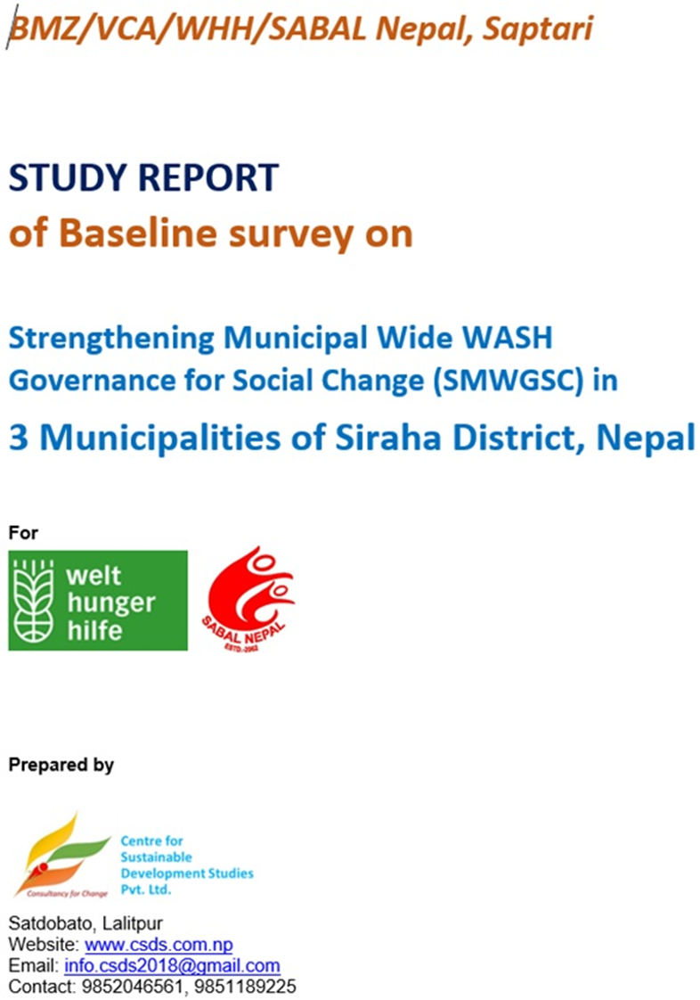 BMZ/VCA/WHH/SABAL Nepal, Saptari
STUDY REPORT
of Baseline survey on
Strengthening Municipal Wide WASH
Governance for Social Change (SMWGSC) in
3 Municipalities of Siraha District, Nepal
For
welt
hunger
hilfe
SABAL NEPAL
ESTD.-2062
Prepared by
Consultancy for Change
Centre for
Sustainable
Development Studies
Pvt. Ltd.
Satdobato, Lalitpur
Website: www.csds.com.np
Email: info.csds2018@gmail.com
Contact: 9852046561, 9851189225